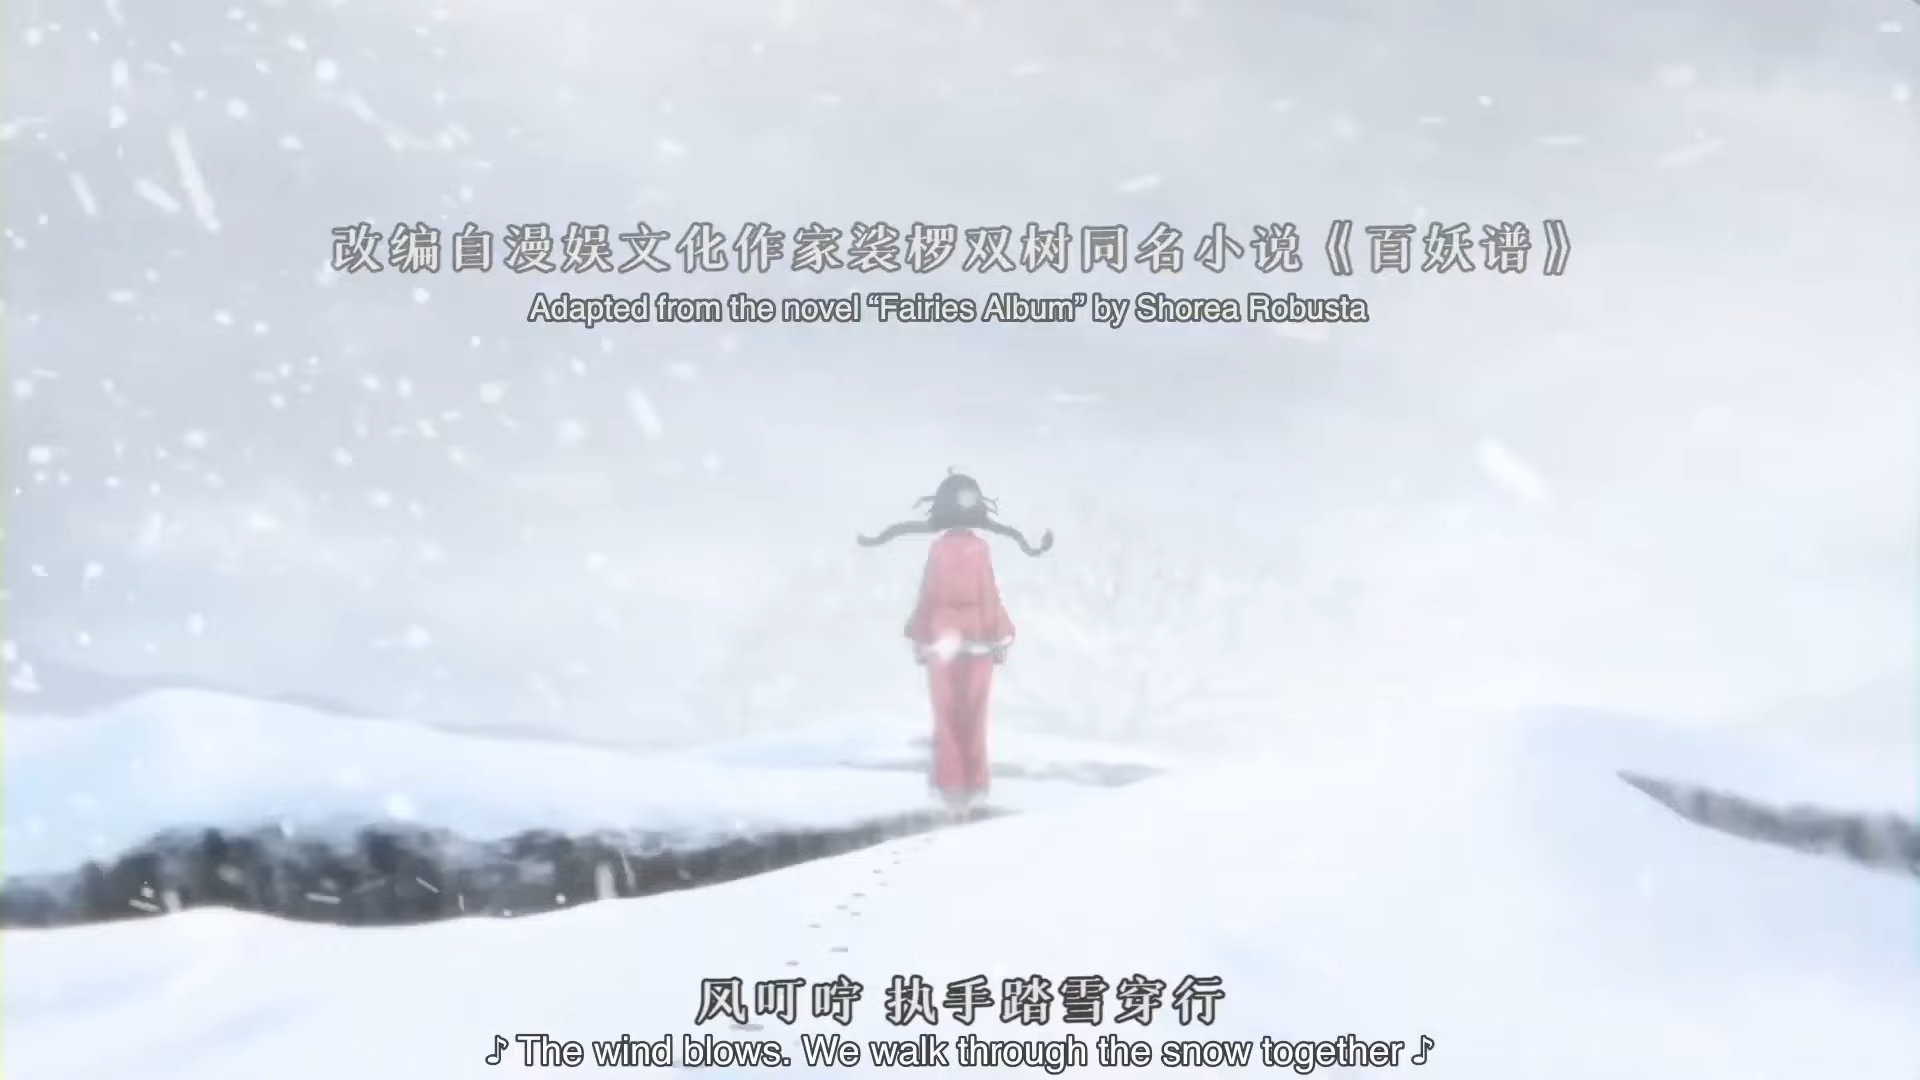 改编自漫娱文化作家裟椤双树同名小说《百妖谱》
Adapted from the novel “Fairies Album” by Shorea Robusta
风叮咛 执手踏雪穿行
♪ The wind blows. We walk through the snow together ♪